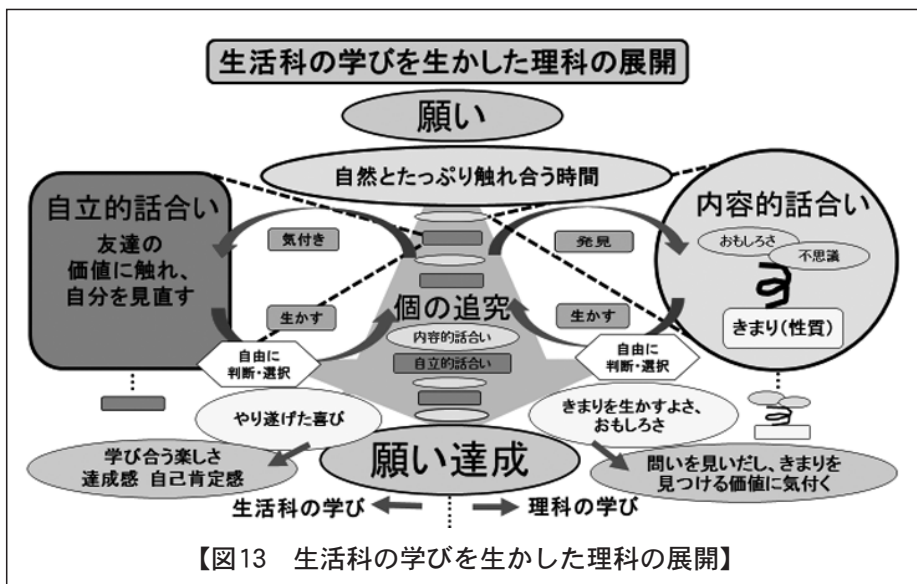 生活科の学びを生かした理科の展開
願い
自然とたっぷり触れ合う時間
自立的話合い
友達の
価値に触れ、
自分を見直す
気付き
生かす
自由に
判断・選択
個の追究
内容的話合い
自立的話合い
発見
生かす
自由に
判断・選択
内容的話合い
おもしろさ
不思議
きまり(性質)
やり遂げた喜び
学び合う楽しさ
達成感 自己肯定感
きまりを生かすよさ、
おもしろさ
問いを見いだし、きまりを
見つける価値に気付く
願い達成
生活科の学び
理科の学び
【図13 生活科の学びを生かした理科の展開】